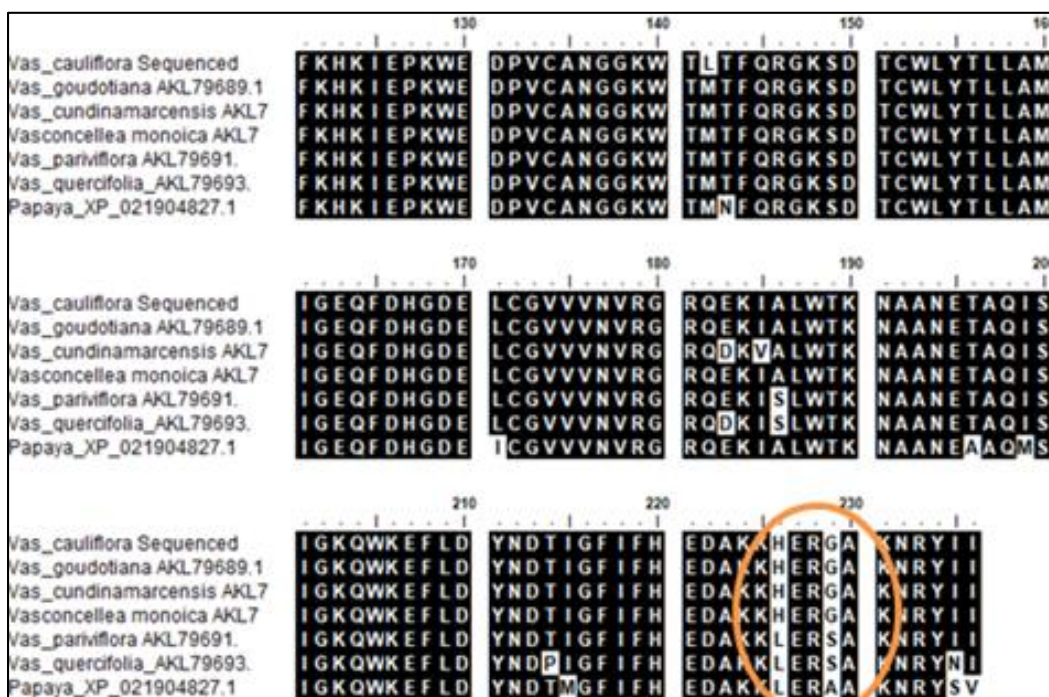 130 140 150 160
Vas_cauliflora Sequenced FKHKIEPKWE DPVCANGGKW TLTFQRGKSD TCWLYTLLAM
Vas_goudotiana AKL79689.1 FKHKIEPKWE DPVCANGGKW TMTFQRGKSD TCWLYTLLAM
Vas_cundinamarcensis AKL7 FKHKIEPKWE DPVCANGGKW TMTFQRGKSD TCWLYTLLAM
Vasconcellea monoica AKL7 FKHKIEPKWE DPVCANGGKW TMTFQRGKSD TCWLYTLLAM
Vas_pariviflora AKL79691. FKHKIEPKWE DPVCANGGKW TMTFQRGKSD TCWLYTLLAM
Vas_quercifolia_AKL79693. FKHKIEPKWE DPVCANGGKW TMTFQRGKSD TCWLYTLLAM
Papaya_XP_021904827.1 FKHKIEPKWE DPVCANGGKW TMNFQRGKSD TCWLYTLLAM
170 180 190 200
Vas_cauliflora Sequenced IGEQFDHGDE LCGVVVNVRG RQEKIALWTK NAANETAQIS
Vas_goudotiana AKL79689.1 IGEQFDHGDE LCGVVVNVRG RQEKIALWTK NAANETAQIS
Vas_cundinamarcensis AKL7 IGEQFDHGDE LCGVVVNVRG RQDKVALWTK NAANETAQIS
Vasconcellea monoica AKL7 IGEQFDHGDE LCGVVVNVRG RQEKIALWTK NAANETAQIS
Vas_pariviflora AKL79691. IGEQFDHGDE LCGVVVNVRG RQEKISLWTK NAANETAQIS
Vas_quercifolia_AKL79693. IGEQFDHGDE LCGVVVNVRG RQDKISLWTK NAANETAQIS
Papaya_XP_021904827.1 IGEQFDHGDE ICGVVVNVRG RQEKIALWTK NAANEAAQMS
210 220 230
Vas_cauliflora Sequenced IGKQWKEFLD YNDTIGFIFH EDAKKHERGA KNRYII
Vas_goudotiana AKL79689.1 IGKQWKEFLD YNDTIGFIFH EDAKKHERGA KNRYII
Vas_cundinamarcensis AKL7 IGKQWKEFLD YNDTIGFIFH EDAKKHERGA KNRYII
Vasconcellea monoica AKL7 IGKQWKEFLD YNDTIGFIFH EDAKKHERGA KNRYII
Vas_pariviflora AKL79691. IGKQWKEFLD YNDTIGFIFH EDAKKLERSA KNRYII
Vas_quercifolia_AKL79693. IGKQWKEFLD YNDPIGFIFH EDAKKLERSA KNRYNI
Papaya_XP_021904827.1 IGKQWKEFLD YNDTMGFIFH EDAKKLERAA KNRYSV